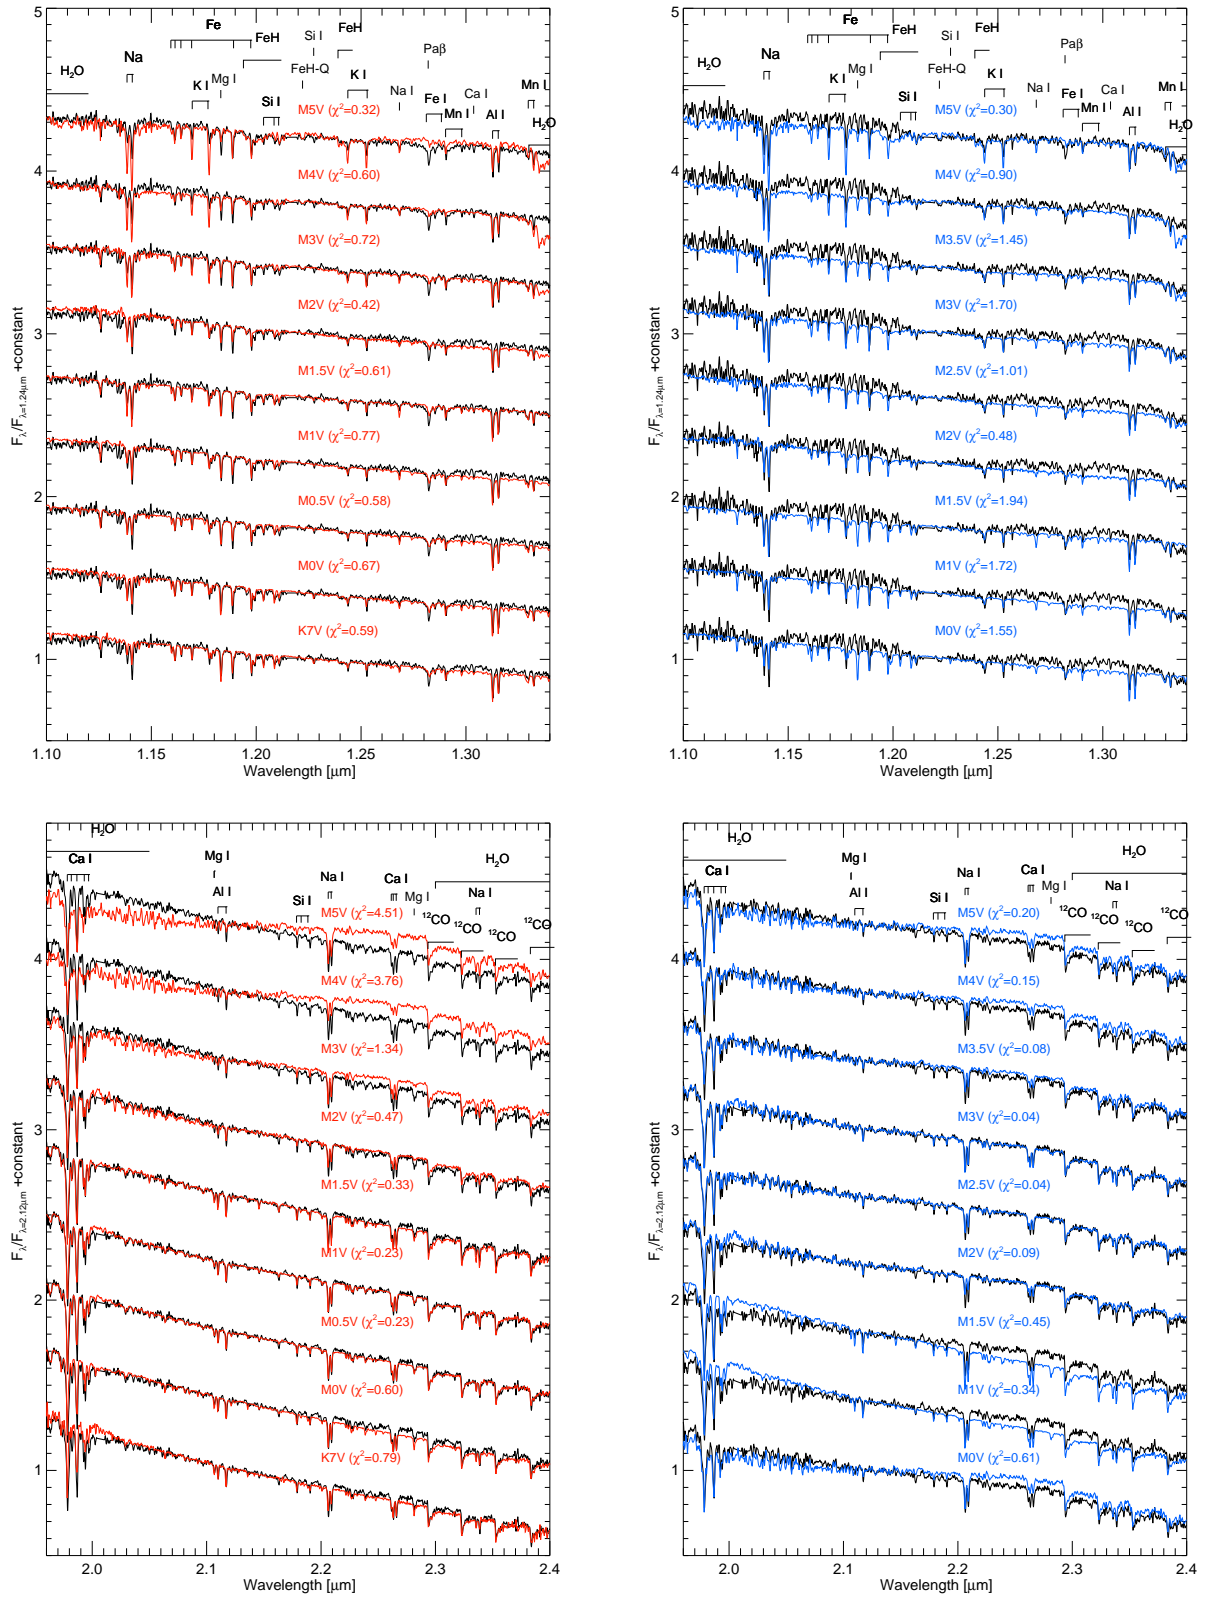 Fe
FeH
Si I
FeH
Paβ
Na
H₂O
K I
Mg I
FeH-Q
K I
Na I
Fe I
Ca I
Mn I
Si I
Mn I
Al I
H₂O
M5V (χ²=0.32)
M4V (χ²=0.60)
M3V (χ²=0.72)
M2V (χ²=0.42)
M1.5V (χ²=0.61)
M1V (χ²=0.77)
M0.5V (χ²=0.58)
M0V (χ²=0.67)
K7V (χ²=0.59)
5
4
3
2
1
F_λ/F_λ=1.24μm +constant
1.10 1.15 1.20 1.25 1.30
Wavelength [μm]
Fe
FeH
Si I
FeH
Paβ
Na
H₂O
K I
Mg I
FeH-Q
K I
Na I
Fe I
Ca I
Mn I
Si I
Mn I
Al I
H₂O
M5V (χ²=0.30)
M4V (χ²=0.90)
M3.5V (χ²=1.45)
M3V (χ²=1.70)
M2.5V (χ²=1.01)
M2V (χ²=0.48)
M1.5V (χ²=1.94)
M1V (χ²=1.72)
M0V (χ²=1.55)
5
4
3
2
1
F_λ/F_λ=1.24μm +constant
1.10 1.15 1.20 1.25 1.30
Wavelength [μm]
H₂O
Ca I
Mg I
Al I
Si I
Na I
Ca I
Mg I
H₂O
Na I
¹²CO
¹²CO
¹²CO
¹²CO
M5V (χ²=4.51)
M4V (χ²=3.76)
M3V (χ²=1.34)
M2V (χ²=0.47)
M1.5V (χ²=0.33)
M1V (χ²=0.23)
M0.5V (χ²=0.23)
M0V (χ²=0.60)
K7V (χ²=0.79)
4
3
2
1
F_λ/F_λ=2.12μm +constant
2.0 2.1 2.2 2.3 2.4
Wavelength [μm]
H₂O
Ca I
Mg I
Al I
Si I
Na I
Ca I
Mg I
H₂O
Na I
¹²CO
¹²CO
¹²CO
¹²CO
M5V (χ²=0.20)
M4V (χ²=0.15)
M3.5V (χ²=0.08)
M3V (χ²=0.04)
M2.5V (χ²=0.04)
M2V (χ²=0.09)
M1.5V (χ²=0.45)
M1V (χ²=0.34)
M0V (χ²=0.61)
4
3
2
1
F_λ/F_λ=2.12μm +constant
2.0 2.1 2.2 2.3 2.4
Wavelength [μm]